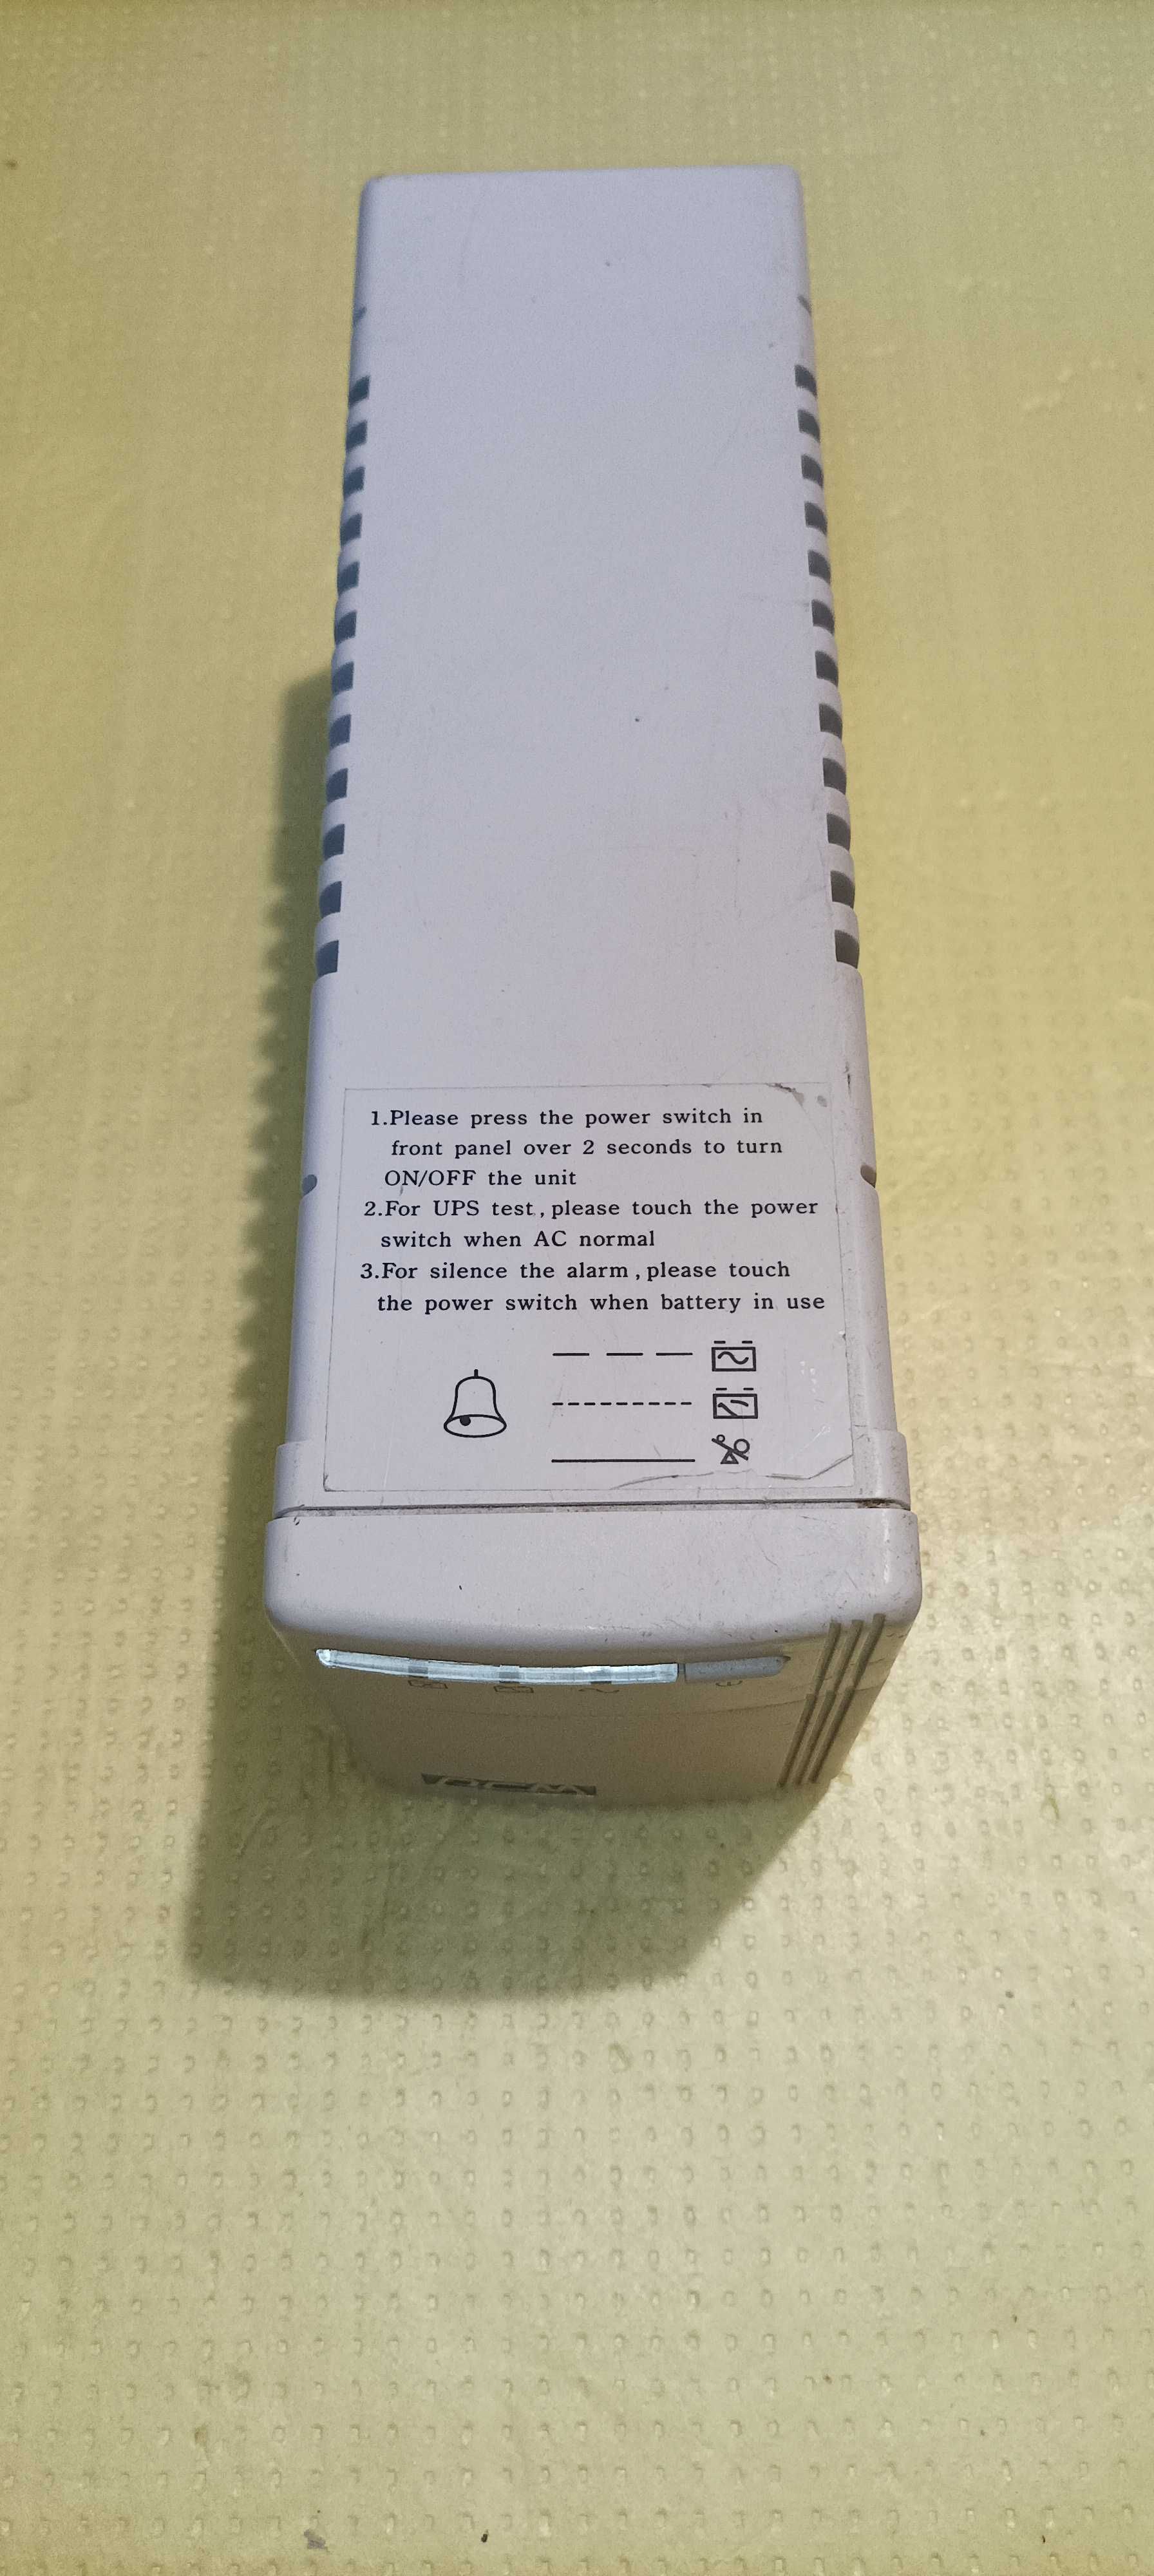 1.Please press the power switch in
front panel over 2 seconds to turn
ON/OFF the unit
2.For UPS test, please touch the power
switch when AC normal
3.For silence the alarm, please touch
the power switch when battery in use